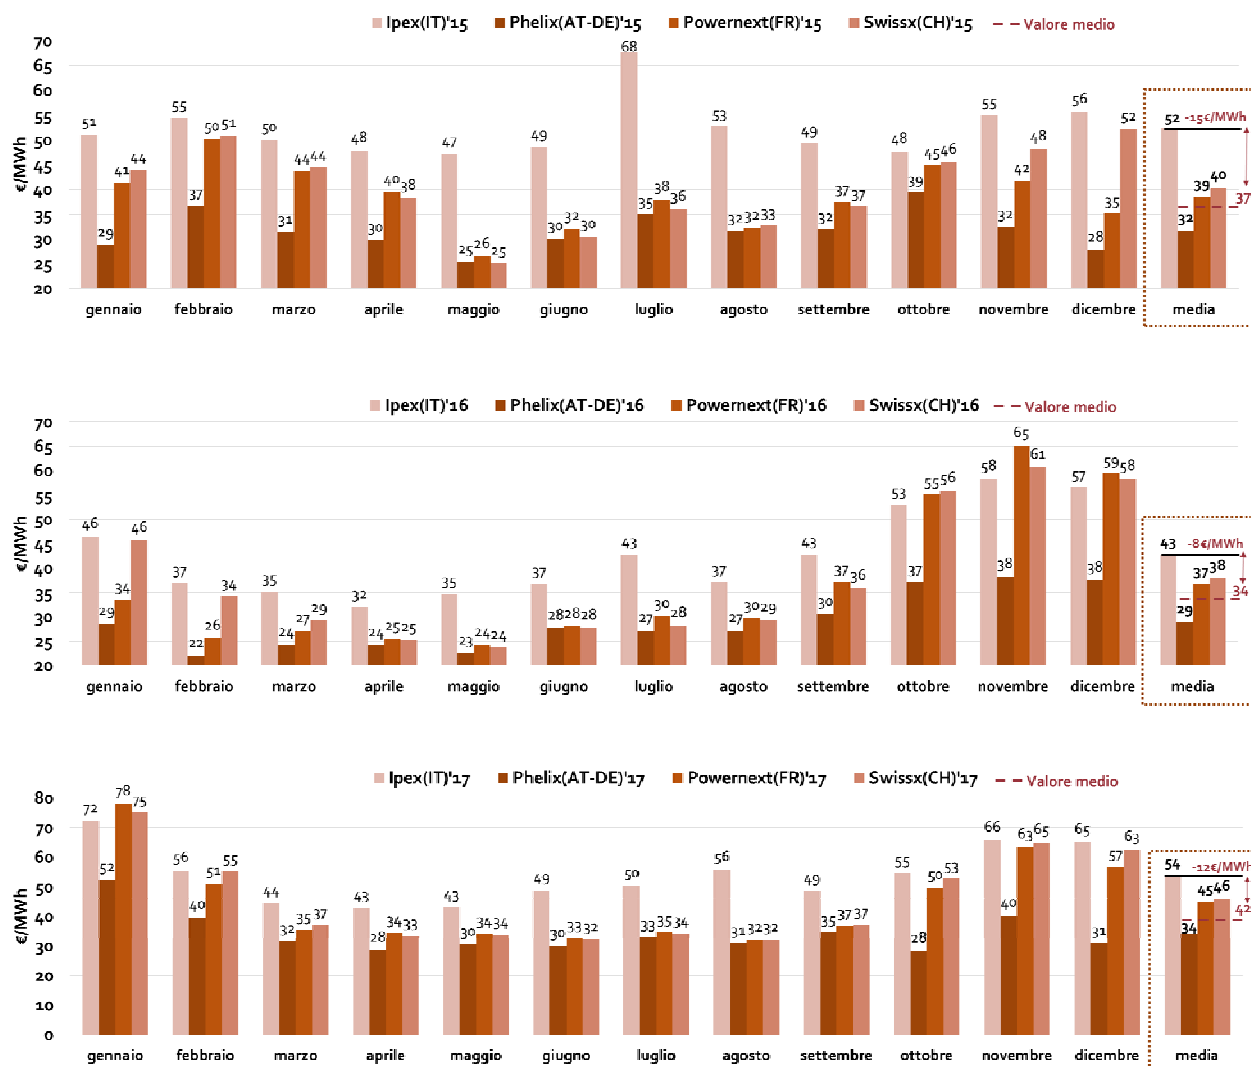 Ipex(IT)'15 Phelix(AT-DE)'15 Powernext(FR)'15 Swissx(CH)'15 Valore medio
€/MWh
70
65
60
55
50
45
40
35
30
25
20
51 29 41 44
55 37 50 51
50 31 44 44
48 30 40 38
47 25 26 25
49 30 32 30
68 35 38 36
53 32 32 33
49 32 37 37
48 39 45 46
55 32 42 48
56 28 35 52
52 32 39 40
-15€/MWh
37
gennaio febbraio marzo aprile maggio giugno luglio agosto settembre ottobre novembre dicembre media
Ipex(IT)'16 Phelix(AT-DE)'16 Powernext(FR)'16 Swissx(CH)'16 Valore medio
€/MWh
70
65
60
55
50
45
40
35
30
25
20
46 29 34 46
37 22 26 34
35 24 27 29
32 24 25 25
35 23 24 24
37 28 28 28
43 27 30 28
37 27 30 29
43 30 37 36
53 37 55 56
58 38 65 61
57 38 59 58
43 29 37 38
-8€/MWh
34
gennaio febbraio marzo aprile maggio giugno luglio agosto settembre ottobre novembre dicembre media
Ipex(IT)'17 Phelix(AT-DE)'17 Powernext(FR)'17 Swissx(CH)'17 Valore medio
€/MWh
80
70
60
50
40
30
20
10
0
72 52 78 75
56 40 51 55
44 32 35 37
43 28 34 33
43 30 34 34
49 30 33 32
50 33 35 34
56 31 32 32
49 35 37 37
55 28 50 53
66 40 63 65
65 31 57 63
54 34 45 46
-12€/MWh
42
gennaio febbraio marzo aprile maggio giugno luglio agosto settembre ottobre novembre dicembre media